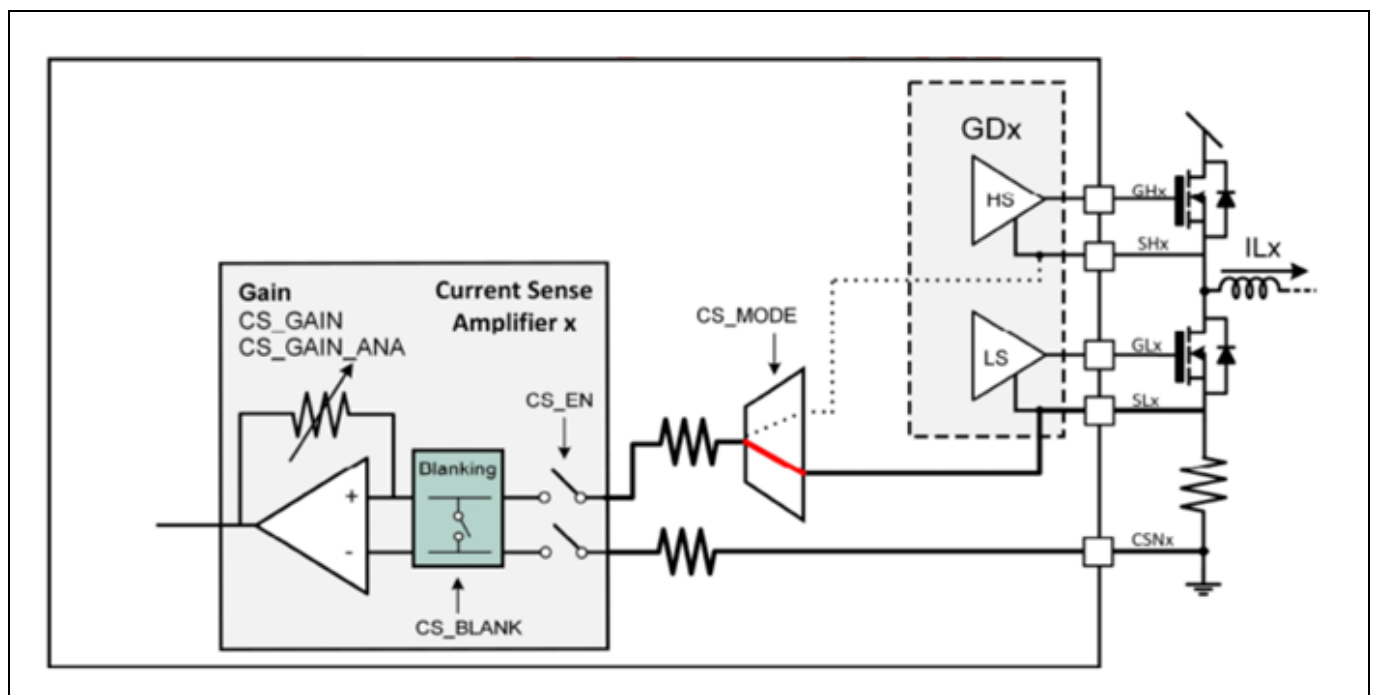 GDx
HS
GHx
SHx
ILx
Gain
CS_GAIN
CS_GAIN_ANA
Current Sense
Amplifier x
CS_MODE
LS
GLx
SLx
CS_EN
Blanking
+
-
CSNx
CS_BLANK